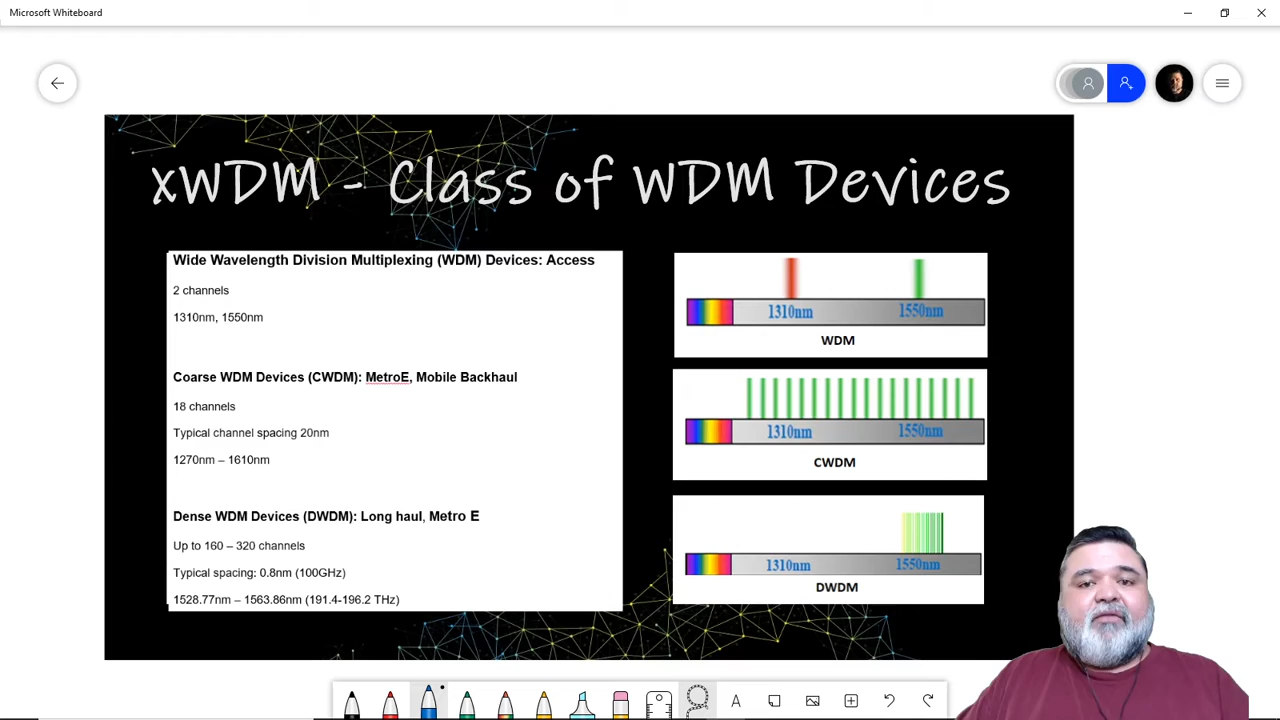 Microsoft Whiteboard
xWDM - Class of WDM Devices
Wide Wavelength Division Multiplexing (WDM) Devices: Access
2 channels
1310nm, 1550nm
Coarse WDM Devices (CWDM): MetroE, Mobile Backhaul
18 channels
Typical channel spacing 20nm
1270nm – 1610nm
Dense WDM Devices (DWDM): Long haul, Metro E
Up to 160 – 320 channels
Typical spacing: 0.8nm (100GHz)
1528.77nm – 1563.86nm (191.4-196.2 THz)
1310nm 1550nm
WDM
1310nm 1550nm
CWDM
1310nm 1550nm
DWDM
A